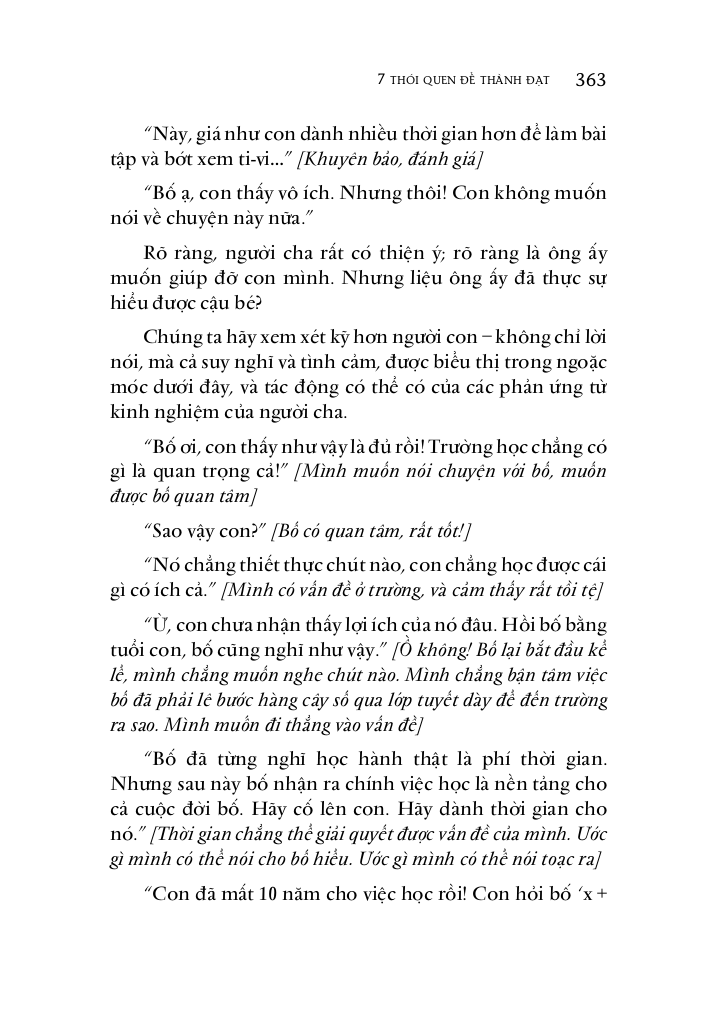 7 THÓI QUEN ĐỂ THÀNH ĐẠT 363
“Này, giá như con dành nhiều thời gian hơn để làm bài
tập và bớt xem ti-vi...” [Khuyên bảo, đánh giá]
“Bố ạ, con thấy vô ích. Nhưng thôi! Con không muốn
nói về chuyện này nữa.”
Rõ ràng, người cha rất có thiện ý; rõ ràng là ông ấy
muốn giúp đỡ con mình. Nhưng liệu ông ấy đã thực sự
hiểu được cậu bé?
Chúng ta hãy xem xét kỹ hơn người con – không chỉ lời
nói, mà cả suy nghĩ và tình cảm, được biểu thị trong ngoặc
móc dưới đây, và tác động có thể có của các phản ứng từ
kinh nghiệm của người cha.
“Bố ơi, con thấy như vậy là đủ rồi! Trường học chẳng có
gì là quan trọng cả!” [Mình muốn nói chuyện với bố, muốn
được bố quan tâm]
“Sao vậy con?” [Bố có quan tâm, rất tốt!]
“Nó chẳng thiết thực chút nào, con chẳng học được cái
gì có ích cả.” [Mình có vấn đề ở trường, và cảm thấy rất tồi tệ]
“Ừ, con chưa nhận thấy lợi ích của nó đâu. Hồi bố bằng
tuổi con, bố cũng nghĩ như vậy.” [Ồ không! Bố lại bắt đầu kể
lể, mình chẳng muốn nghe chút nào. Mình chẳng bận tâm việc
bố đã phải lê bước hàng cây số qua lớp tuyết dày để đến trường
ra sao. Mình muốn đi thẳng vào vấn đề]
“Bố đã từng nghĩ học hành thật là phí thời gian.
Nhưng sau này bố nhận ra chính việc học là nền tảng cho
cả cuộc đời bố. Hãy cố lên con. Hãy dành thời gian cho
nó.” [Thời gian chẳng thể giải quyết được vấn đề của mình. Ước
gì mình có thể nói cho bố hiểu. Ước gì mình có thể nói toạc ra]
“Con đã mất 10 năm cho việc học rồi! Con hỏi bố ‘x +